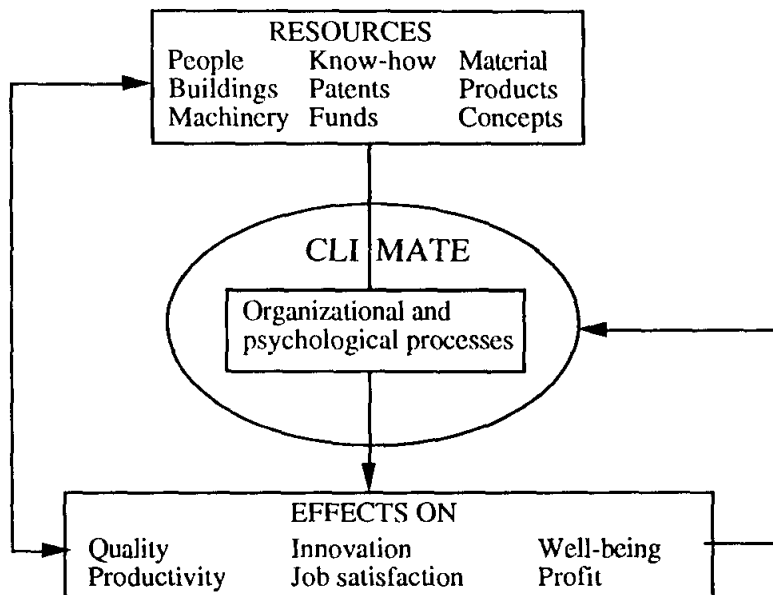 RESOURCES
People Know-how Material
Buildings Patents Products
Machinery Funds Concepts
CLIMATE
Organizational and
psychological processes
EFFECTS ON
Quality Innovation Well-being
Productivity Job satisfaction Profit